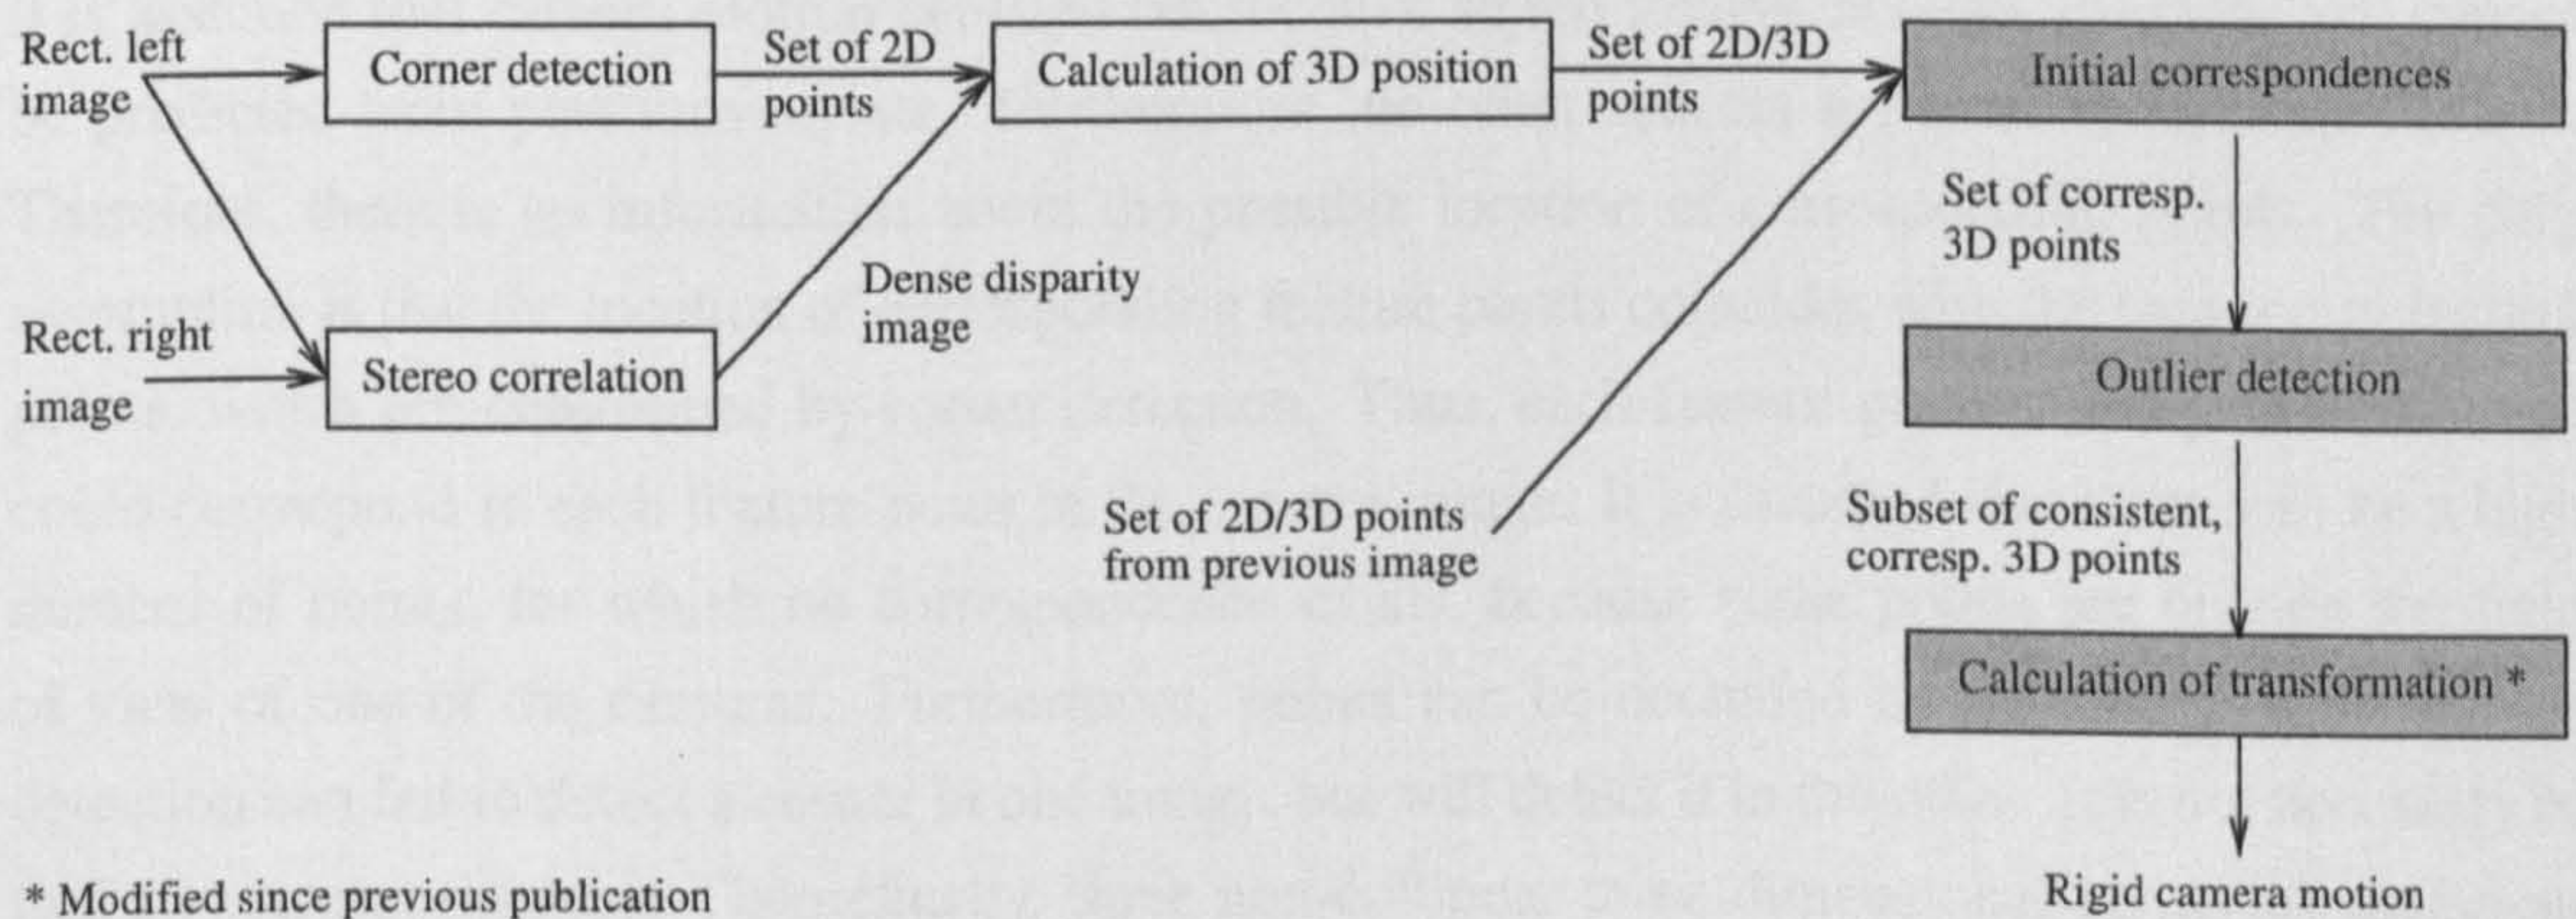 Rect. left
image
Corner detection
Set of 2D
points
Calculation of 3D position
Set of 2D/3D
points
Initial correspondences
Set of corresp.
3D points
Dense disparity
image
Rect. right
image
Stereo correlation
Outlier detection
Set of 2D/3D points
from previous image
Subset of consistent,
corresp. 3D points
Calculation of transformation *
Rigid camera motion
* Modified since previous publication